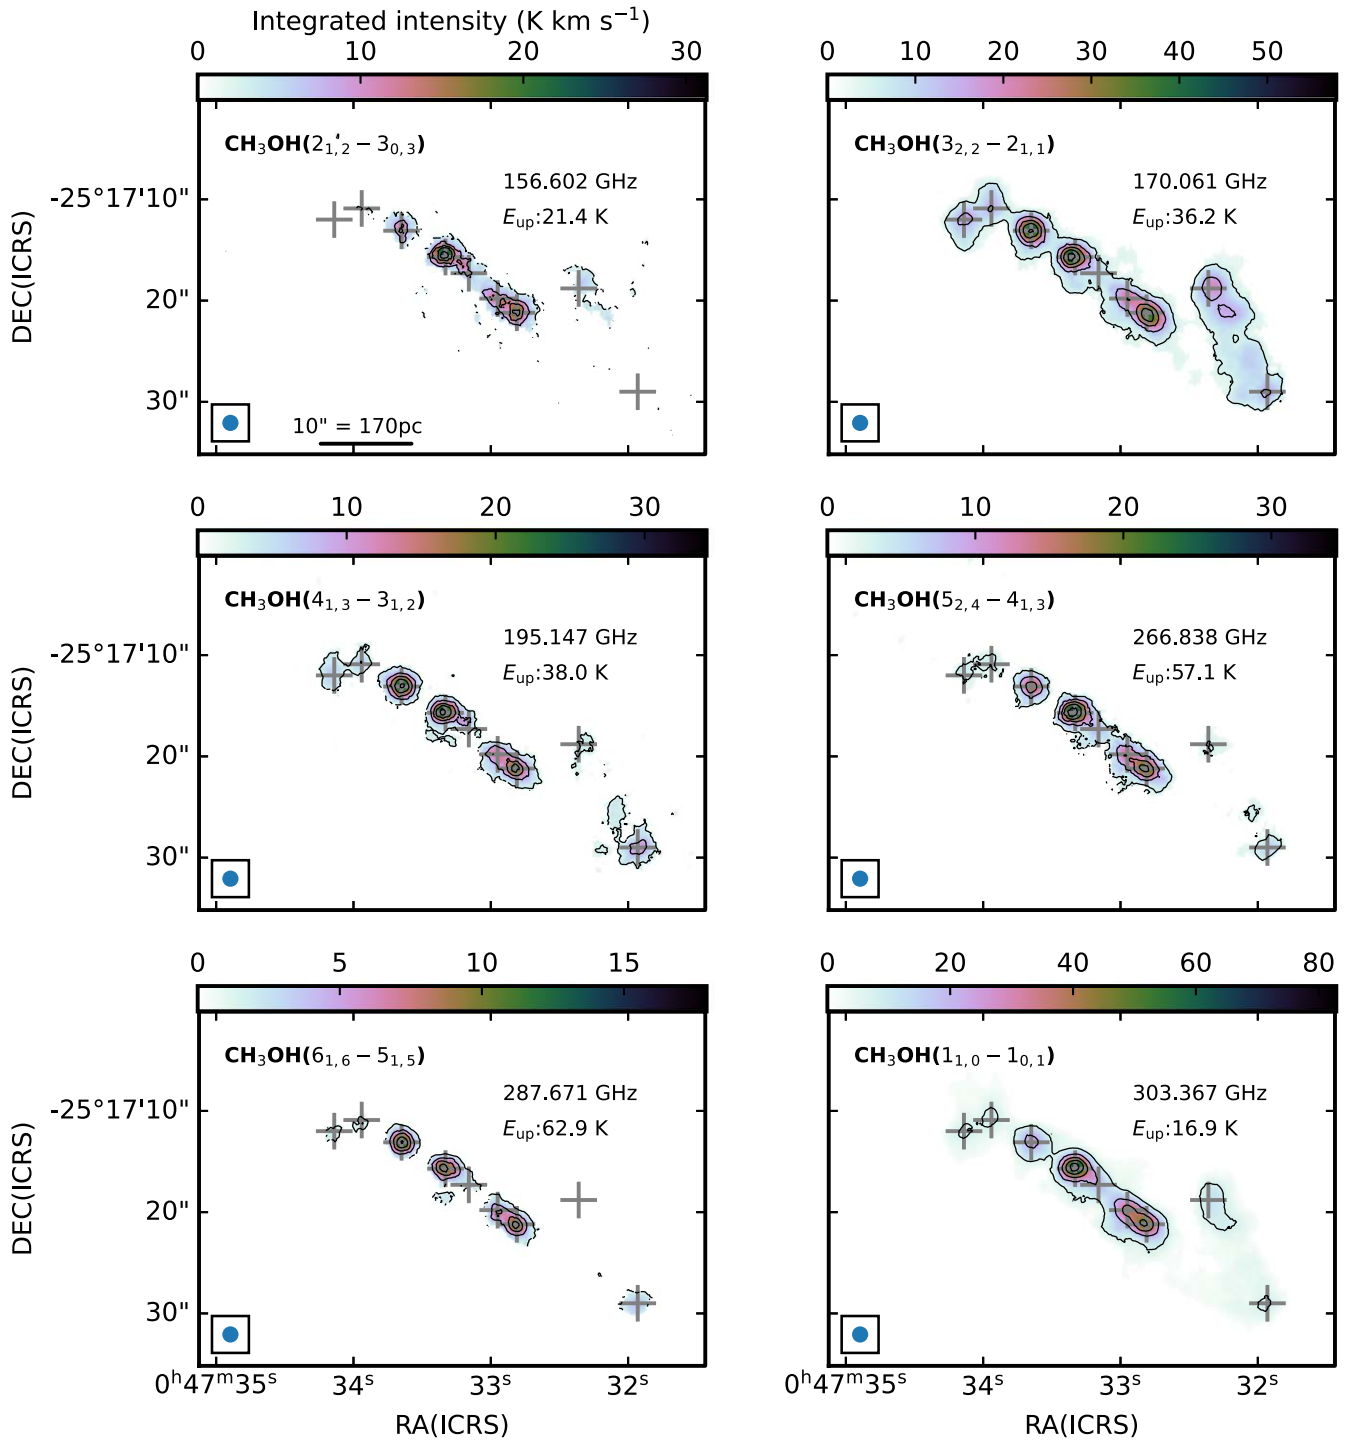 Integrated intensity (K km s⁻¹)
0 10 20 30
0 10 20 30 40 50
CH₃OH(2₁,₂ − 3₀,₃)
156.602 GHz
E_up:21.4 K
CH₃OH(3₂,₂ − 2₁,₁)
170.061 GHz
E_up:36.2 K
-25°17'10"
20"
30"
DEC(ICRS)
10" = 170pc
0 10 20 30
0 10 20 30
CH₃OH(4₁,₃ − 3₁,₂)
195.147 GHz
E_up:38.0 K
CH₃OH(5₂,₄ − 4₁,₃)
266.838 GHz
E_up:57.1 K
-25°17'10"
20"
30"
DEC(ICRS)
0 5 10 15
0 20 40 60 80
CH₃OH(6₁,₆ − 5₁,₅)
287.671 GHz
E_up:62.9 K
CH₃OH(1₁,₀ − 1₀,₁)
303.367 GHz
E_up:16.9 K
-25°17'10"
20"
30"
DEC(ICRS)
0ʰ47ᵐ35ˢ 34ˢ 33ˢ 32ˢ
0ʰ47ᵐ35ˢ 34ˢ 33ˢ 32ˢ
RA(ICRS)
RA(ICRS)